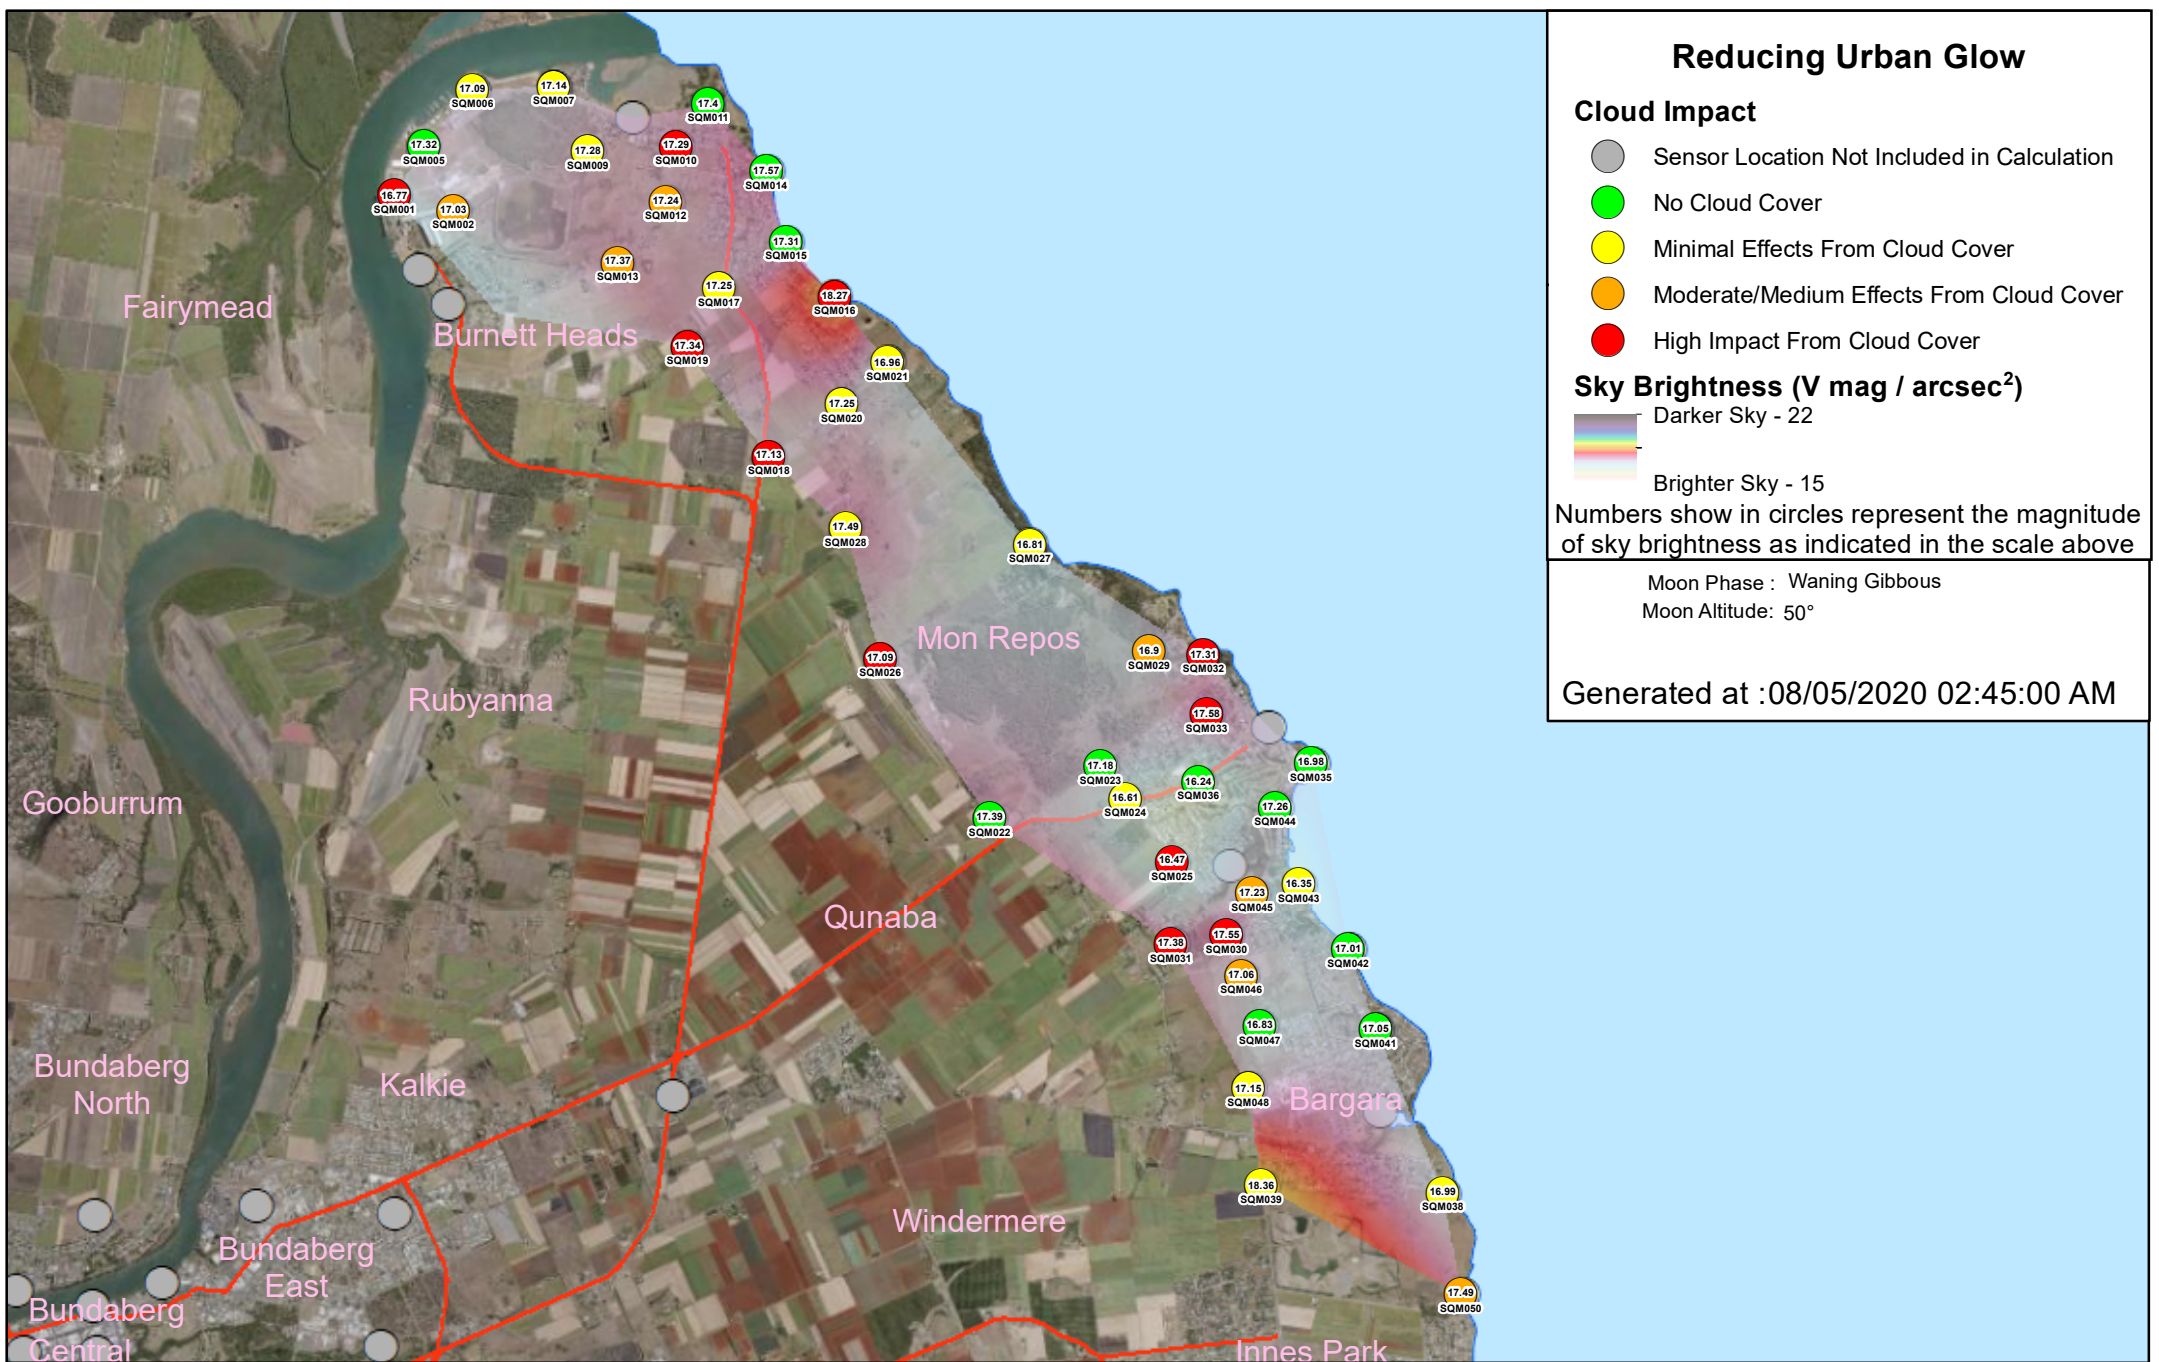 Reducing Urban Glow
Cloud Impact
Sensor Location Not Included in Calculation
No Cloud Cover
Minimal Effects From Cloud Cover
Moderate/Medium Effects From Cloud Cover
High Impact From Cloud Cover
Sky Brightness (V mag / arcsec²)
Darker Sky - 22
Brighter Sky - 15
Numbers show in circles represent the magnitude
of sky brightness as indicated in the scale above
Moon Phase : Waning Gibbous
Moon Altitude: 50°
Generated at :08/05/2020 02:45:00 AM
17.09
SQM006
17.14
SQM007
17.4
SQM011
17.32
SQM005
17.28
SQM009
17.29
SQM010
17.57
SQM014
16.77
SQM001
17.03
SQM002
17.24
SQM012
17.31
SQM015
17.37
SQM013
17.25
SQM017
18.27
SQM016
Fairymead
Burnett Heads
17.34
SQM019
16.96
SQM021
17.25
SQM020
17.13
SQM018
17.49
SQM028
16.81
SQM027
Mon Repos
17.09
SQM026
16.9
SQM029
17.31
SQM032
Rubyanna
17.58
SQM033
17.18
SQM023
16.24
SQM036
16.98
SQM035
16.61
SQM024
17.26
SQM044
Gooburrum
17.39
SQM022
16.47
SQM025
17.23
SQM045
16.35
SQM043
Qunaba
17.38
SQM031
17.55
SQM030
17.01
SQM042
17.06
SQM046
16.83
SQM047
17.05
SQM041
Bundaberg
North
Kalkie
17.15
SQM048
Bargara
18.36
SQM039
16.99
SQM038
Windermere
Bundaberg
East
17.49
SQM050
Bundaberg
Central
Innes Park